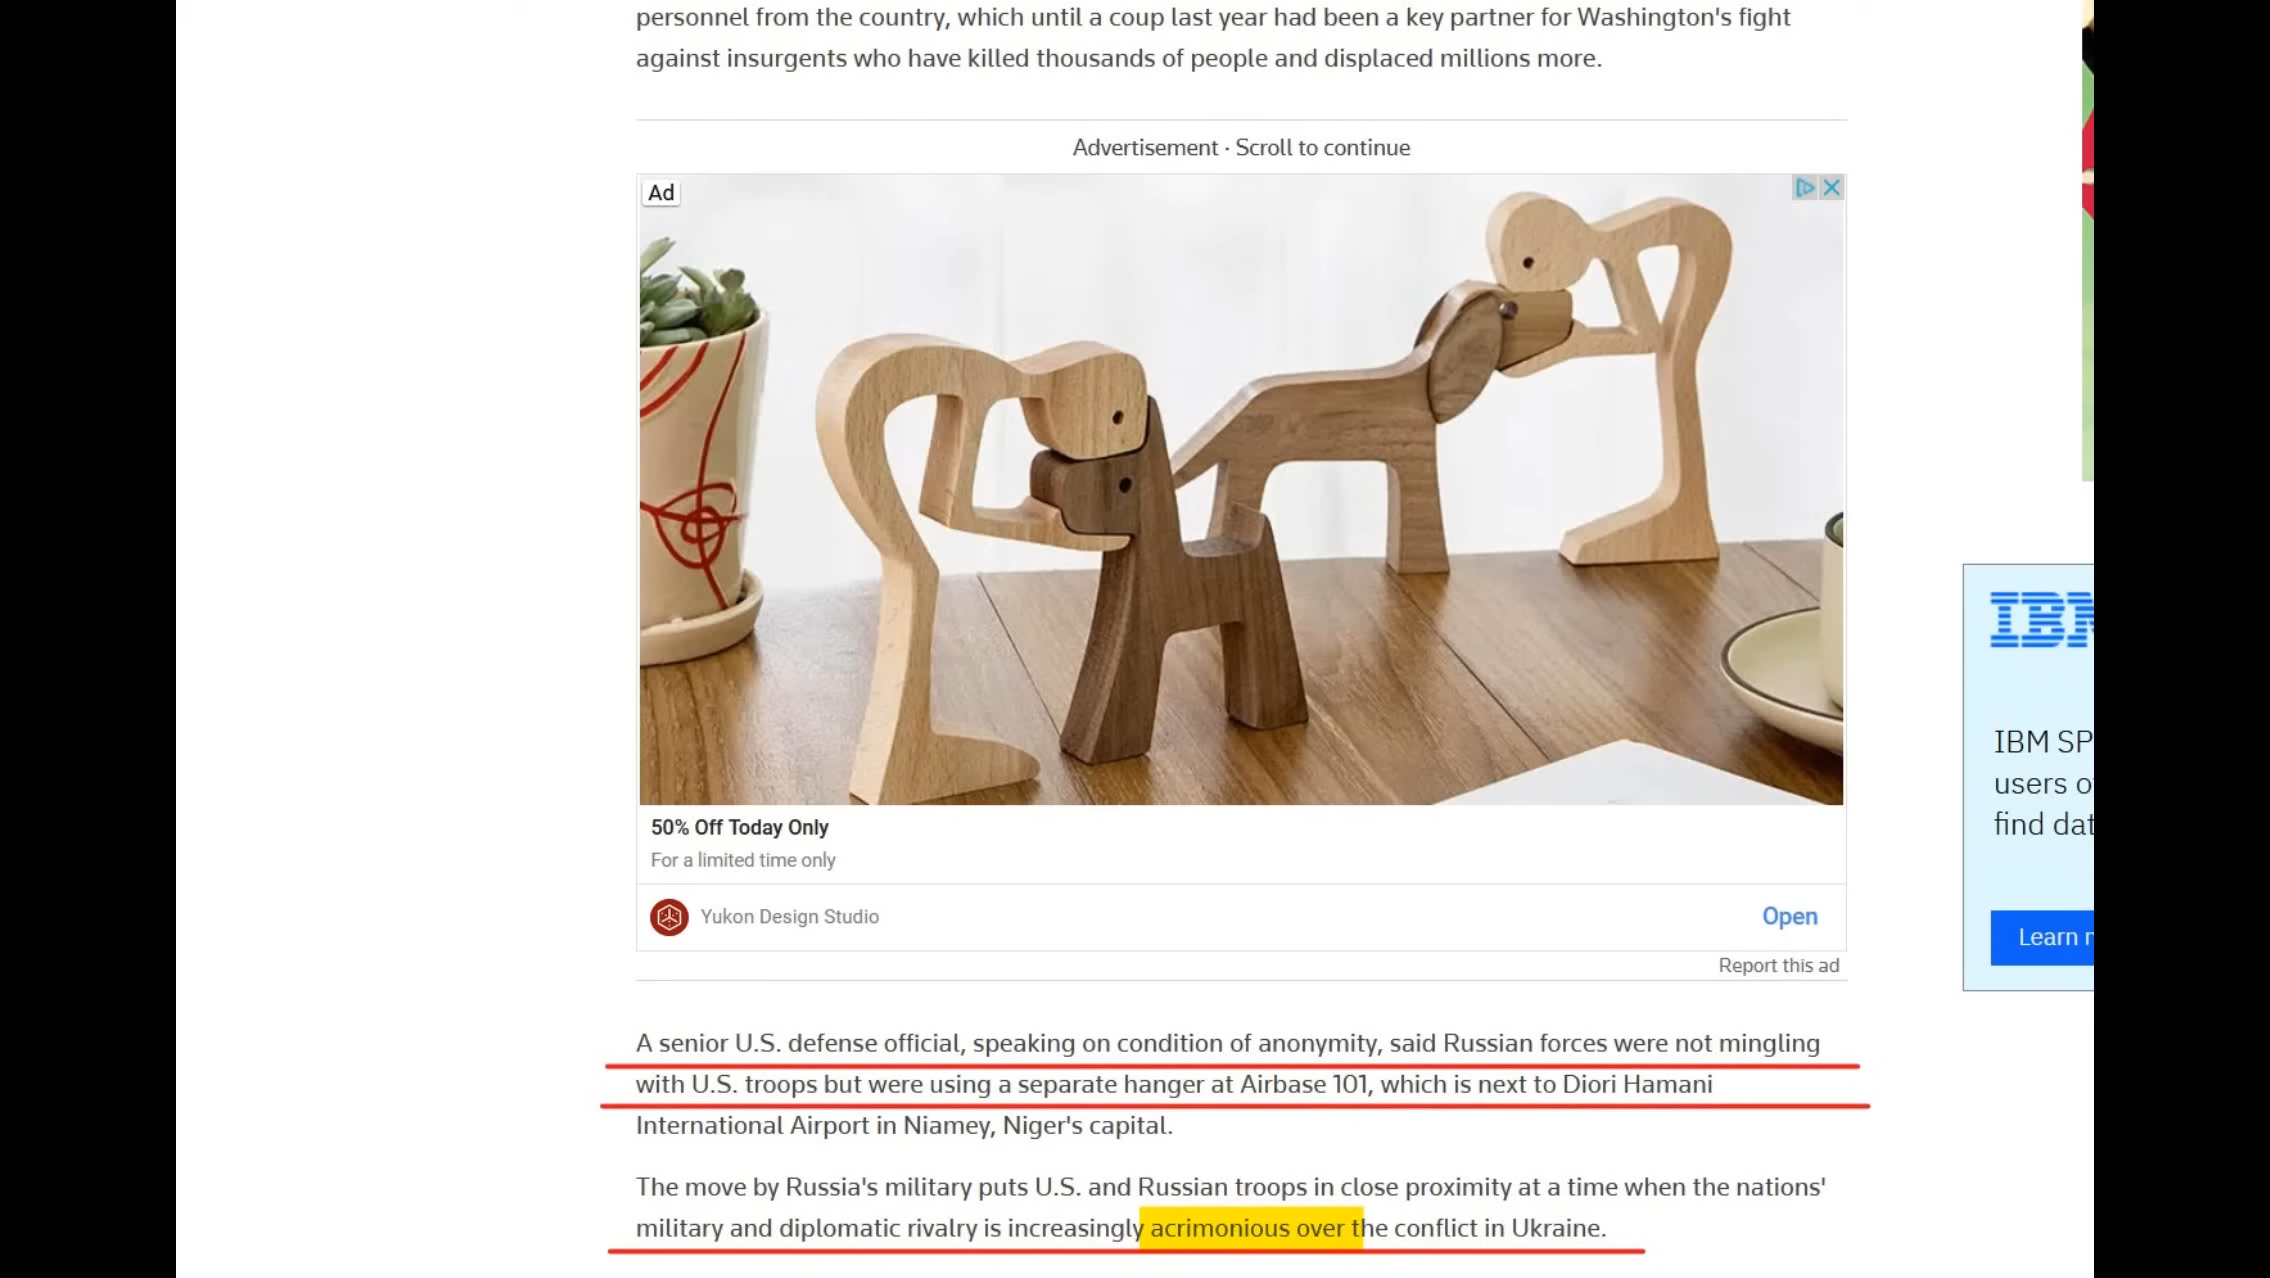 personnel from the country, which until a coup last year had been a key partner for Washington's fight
against insurgents who have killed thousands of people and displaced millions more.
Advertisement · Scroll to continue
Ad
50% Off Today Only
For a limited time only
Yukon Design Studio
Open
Report this ad
IBM
IBM SP
users o
find dat
Learn
A senior U.S. defense official, speaking on condition of anonymity, said Russian forces were not mingling
with U.S. troops but were using a separate hanger at Airbase 101, which is next to Diori Hamani
International Airport in Niamey, Niger's capital.
The move by Russia's military puts U.S. and Russian troops in close proximity at a time when the nations'
military and diplomatic rivalry is increasingly acrimonious over the conflict in Ukraine.